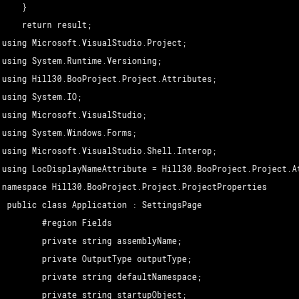 }
return result;
using Microsoft.VisualStudio.Project;
using System.Runtime.Versioning;
using Hill30.BooProject.Project.Attributes;
using System.IO;
using Microsoft.VisualStudio;
using System.Windows.Forms;
using Microsoft.VisualStudio.Shell.Interop;
using LocDisplayNameAttribute = Hill30.BooProject.Project.At
namespace Hill30.BooProject.Project.ProjectProperties
public class Application : SettingsPage
#region Fields
private string assemblyName;
private OutputType outputType;
private string defaultNamespace;
private string startupObject;